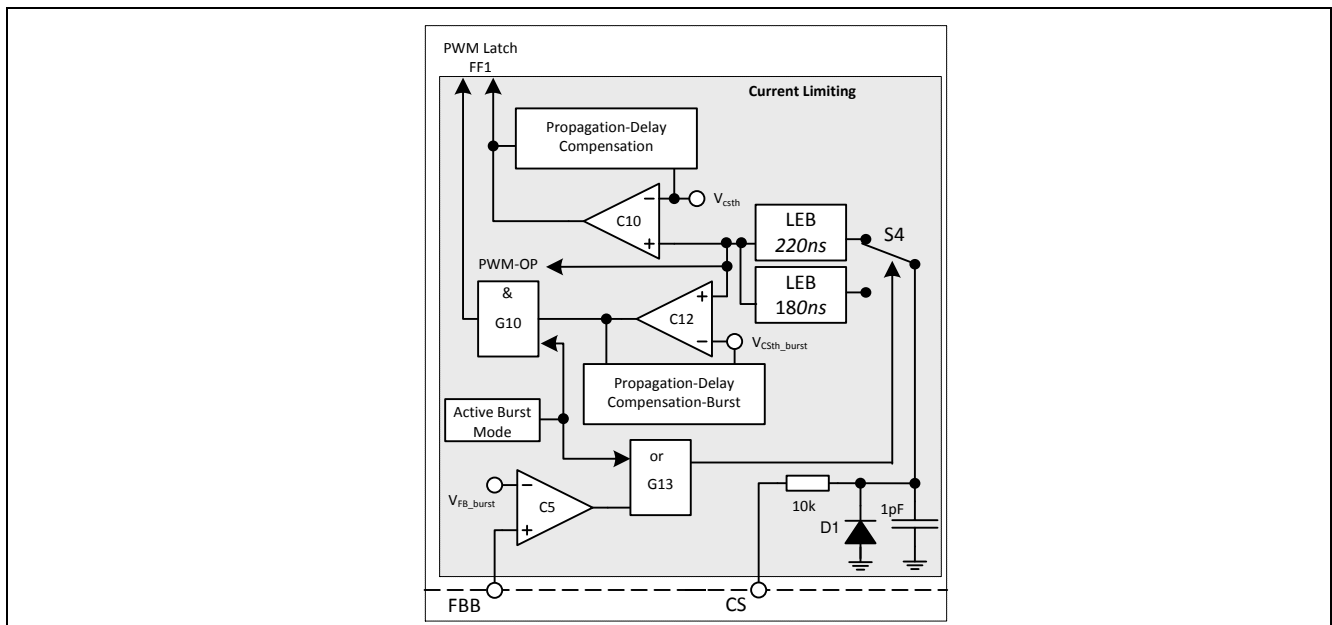 PWM Latch
FF1
Current Limiting
Propagation-Delay
Compensation
−
C10
+
Vcsth
LEB
220ns
S4
PWM-OP
LEB
180ns
&
G10
+
C12
−
VCSth_burst
Propagation-Delay
Compensation-Burst
Active Burst
Mode
or
G13
VFB_burst
−
C5
+
10k
D1
1pF
FBB
CS